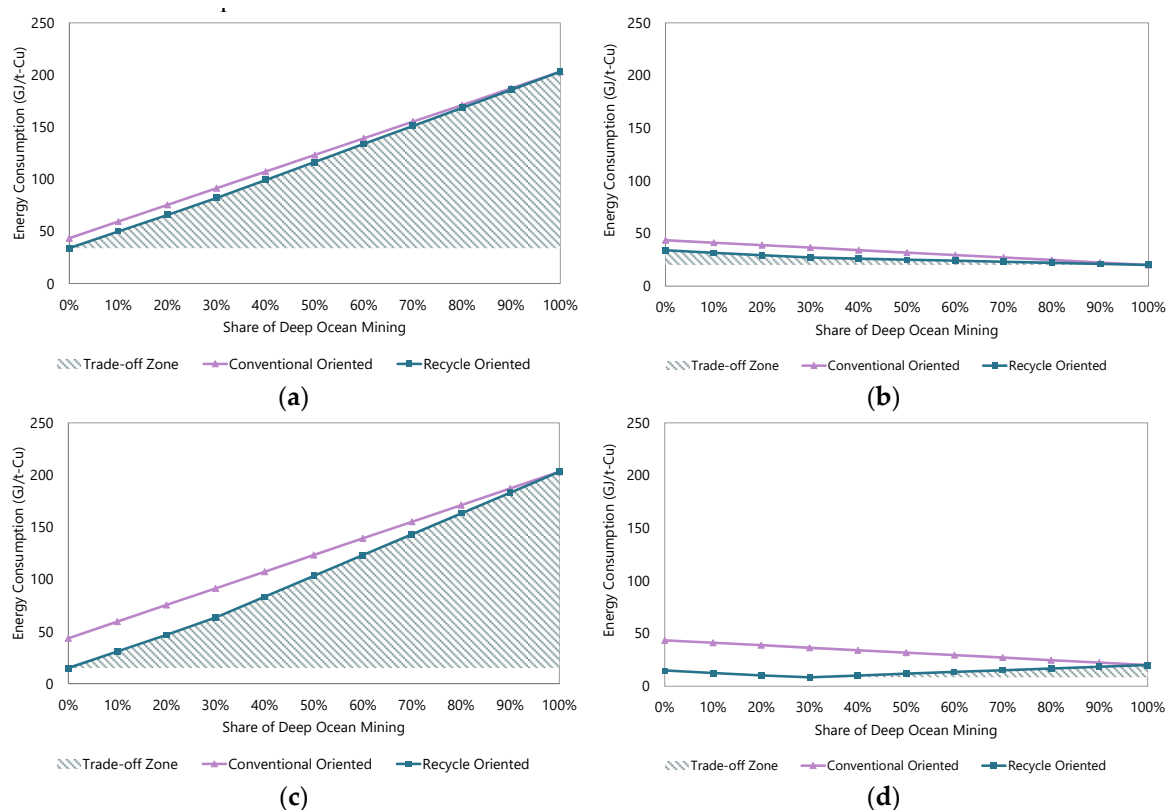 Energy Consumption (GJ/t-Cu)
250
200
150
100
50
0
0% 10% 20% 30% 40% 50% 60% 70% 80% 90% 100%
Share of Deep Ocean Mining
Trade-off Zone Conventional Oriented Recycle Oriented
(a)
Energy Consumption (GJ/t-Cu)
250
200
150
100
50
0
0% 10% 20% 30% 40% 50% 60% 70% 80% 90% 100%
Share of Deep Ocean Mining
Trade-off Zone Conventional Oriented Recycle Oriented
(b)
Energy Consumption (GJ/t-Cu)
250
200
150
100
50
0
0% 10% 20% 30% 40% 50% 60% 70% 80% 90% 100%
Share of Deep Ocean Mining
Trade-off Zone Conventional Oriented Recycle Oriented
(c)
Energy Consumption (GJ/t-Cu)
250
200
150
100
50
0
0% 10% 20% 30% 40% 50% 60% 70% 80% 90% 100%
Share of Deep Ocean Mining
Trade-off Zone Conventional Oriented Recycle Oriented
(d)